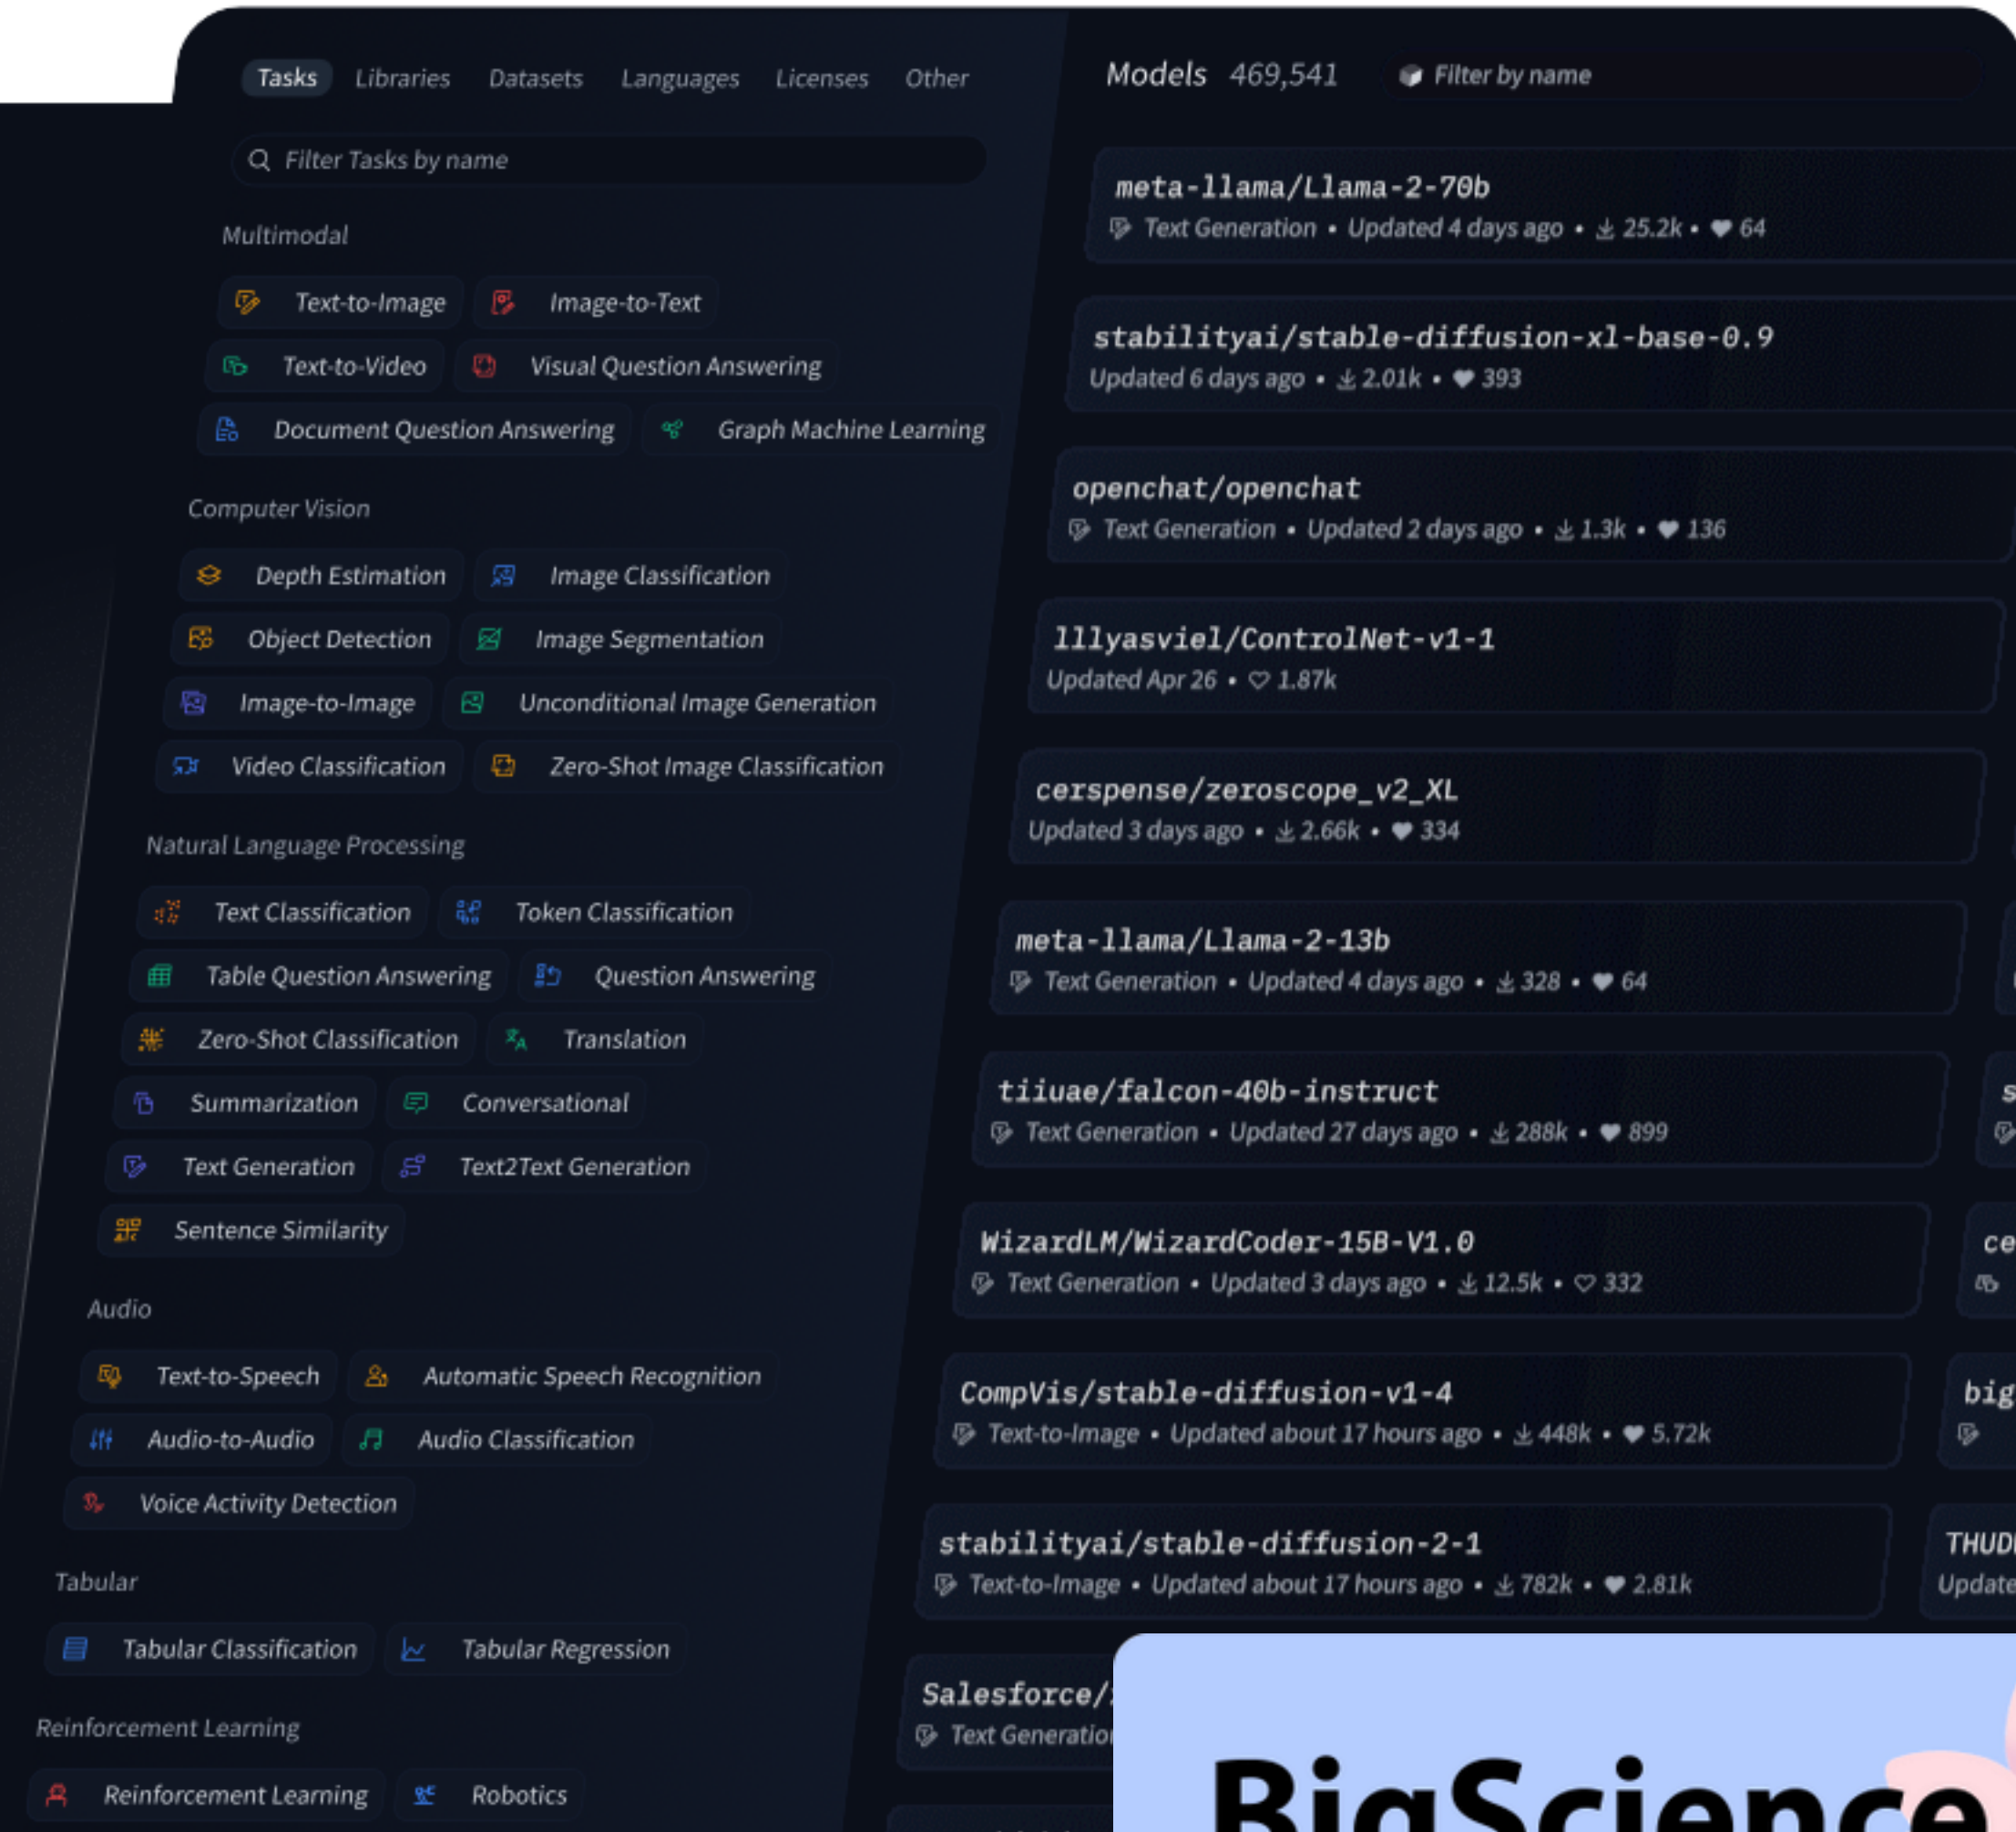 Tasks Libraries Datasets Languages Licenses Other
Filter Tasks by name
Multimodal
Text-to-Image Image-to-Text
Text-to-Video Visual Question Answering
Document Question Answering Graph Machine Learning
Computer Vision
Depth Estimation Image Classification
Object Detection Image Segmentation
Image-to-Image Unconditional Image Generation
Video Classification Zero-Shot Image Classification
Natural Language Processing
Text Classification Token Classification
Table Question Answering Question Answering
Zero-Shot Classification Translation
Summarization Conversational
Text Generation Text2Text Generation
Sentence Similarity
Audio
Text-to-Speech Automatic Speech Recognition
Audio-to-Audio Audio Classification
Voice Activity Detection
Tabular
Tabular Classification Tabular Regression
Reinforcement Learning
Reinforcement Learning Robotics
Models 469,541 Filter by name
meta-llama/Llama-2-70b
Text Generation • Updated 4 days ago • 25.2k • 64
stabilityai/stable-diffusion-xl-base-0.9
Updated 6 days ago • 2.01k • 393
openchat/openchat
Text Generation • Updated 2 days ago • 1.3k • 136
lllyasviel/ControlNet-v1-1
Updated Apr 26 • 1.87k
cerspense/zeroscope_v2_XL
Updated 3 days ago • 2.66k • 334
meta-llama/Llama-2-13b
Text Generation • Updated 4 days ago • 328 • 64
tiiuae/falcon-40b-instruct
Text Generation • Updated 27 days ago • 288k • 899
WizardLM/WizardCoder-15B-V1.0
Text Generation • Updated 3 days ago • 12.5k • 332
CompVis/stable-diffusion-v1-4
Text-to-Image • Updated about 17 hours ago • 448k • 5.72k
stabilityai/stable-diffusion-2-1
Text-to-Image • Updated about 17 hours ago • 782k • 2.81k
Salesforce/
Text Generation
big
BigScience